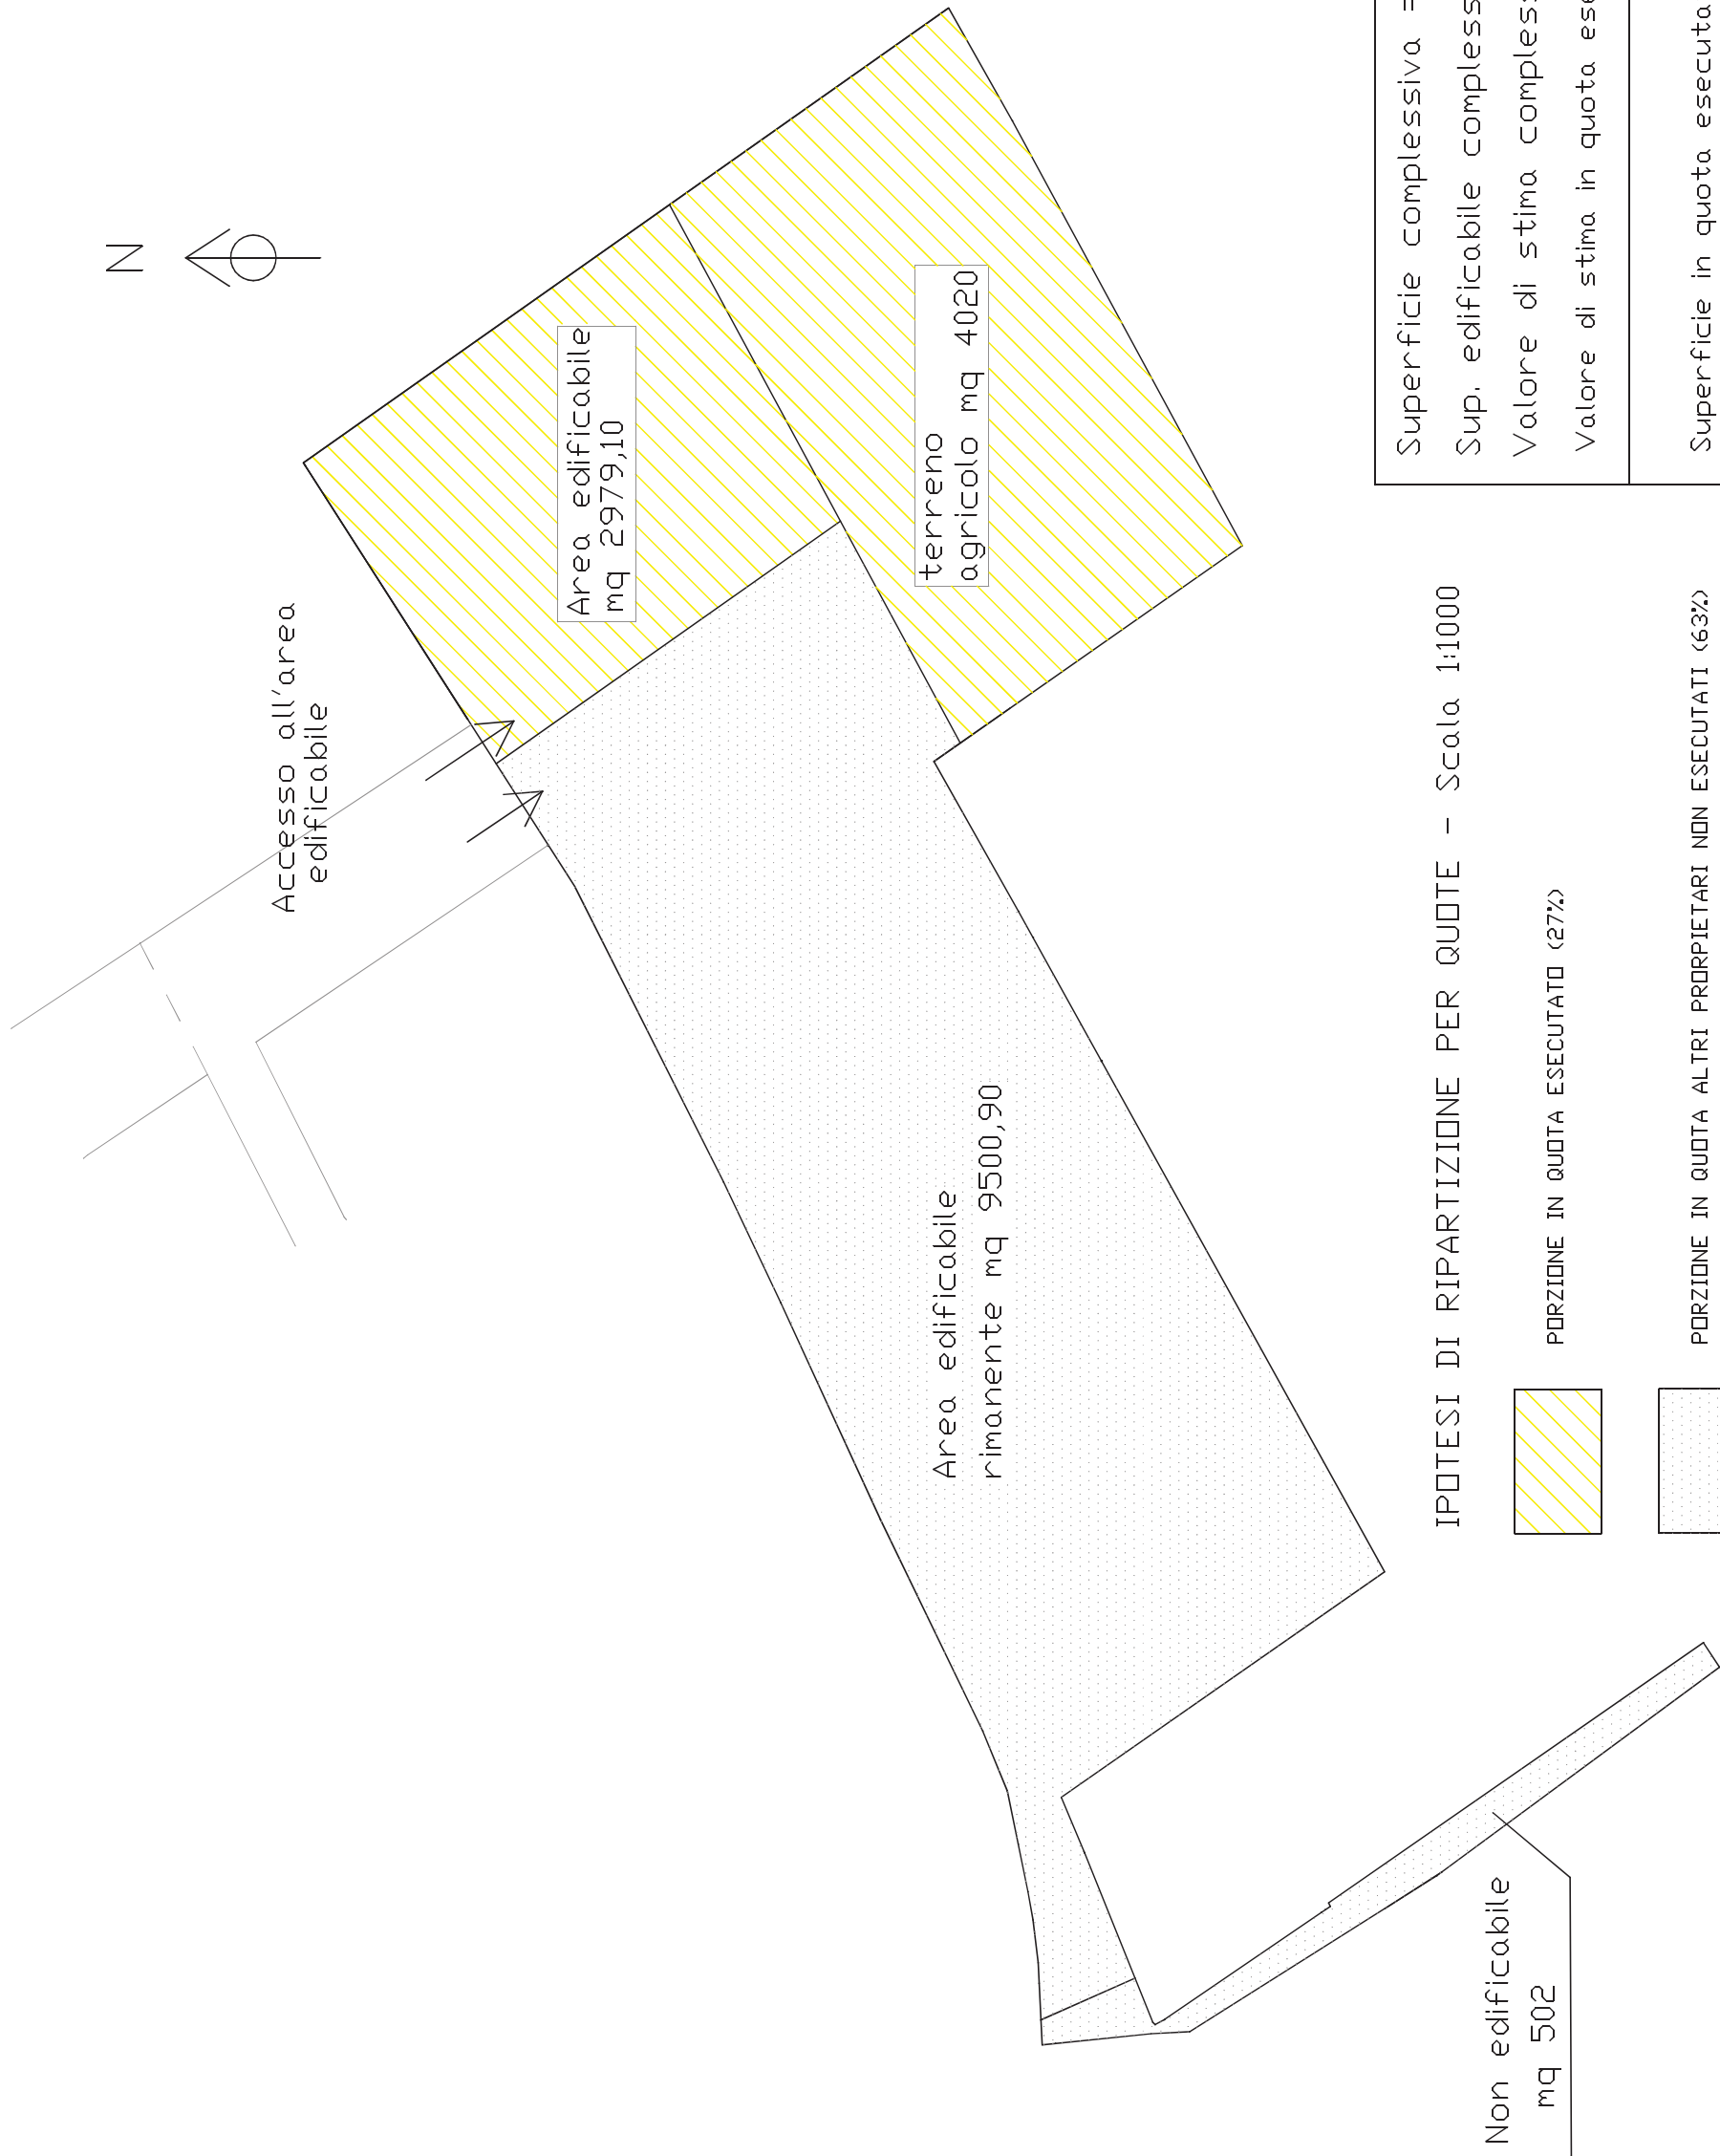 N
Accesso all'area
edificabile
Area edificabile
mq 2979,10
terreno
agricolo mq 4020
Area edificabile
rimanente mq 9500,90
Non edificabile
mq 502
IPOTESI DI RIPARTIZIONE PER QUOTE - Scala 1:1000
PORZIONE IN QUOTA ESECUTATO (27%)
PORZIONE IN QUOTA ALTRI PRORPIETARI NON ESECUTATI (63%)
Superficie complessiva =
Sup. edificabile compless
Valore di stima compless
Valore di stima in quota ese
Superficie in quota esecuta